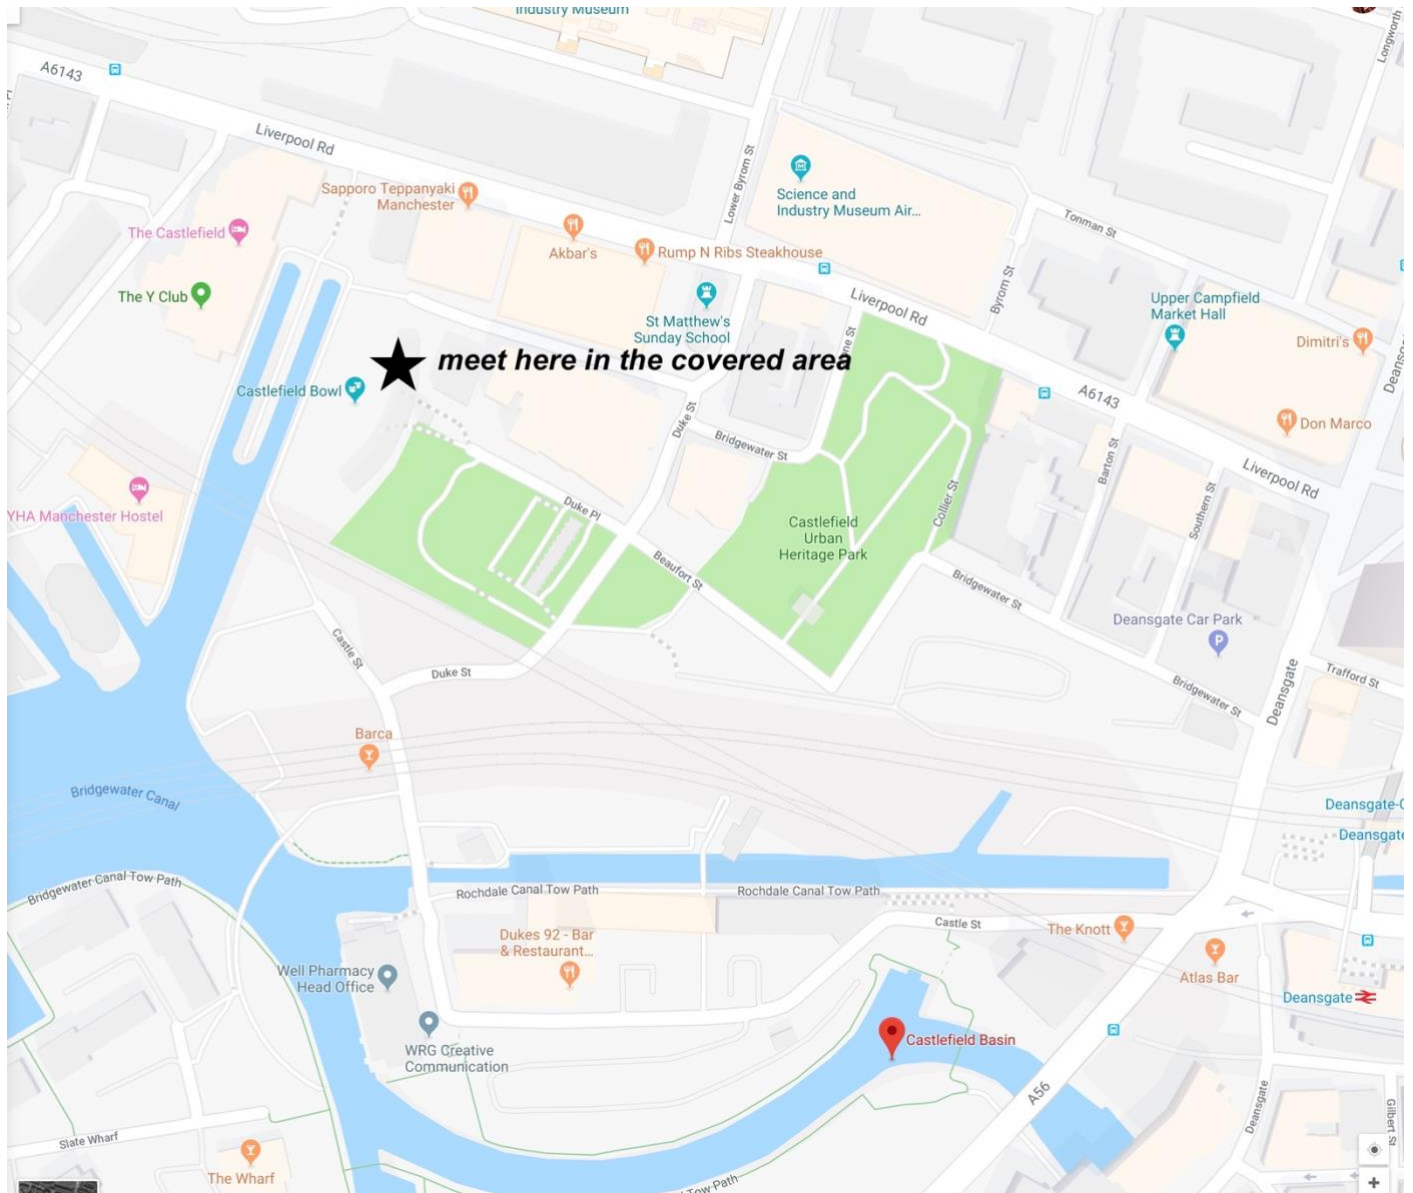 Industry Museum
A6143
Longworth
Liverpool Rd
Lower Byrom St
Science and
Industry Museum Air...
Sapporo Teppanyaki
Manchester
Tonman St
The Castlefield
Akbar's
Rump N Ribs Steakhouse
Byrom St
The Y Club
Liverpool Rd
Upper Campfield
Market Hall
St Matthew's
Sunday School
Dimitri's
meet here in the covered area
ne St
Deans
Castlefield Bowl
A6143
Duke St
Don Marco
Bridgewater St
Barton St
Liverpool Rd
YHA Manchester Hostel
Duke Pl
Collier St
Southern St
Castlefield
Urban
Heritage Park
Beaufort St
Bridgewater St
Deansgate Car Park
P
Castle St
Duke St
Trafford St
Bridgewater St
Deansgate
Barca
Bridgewater Canal
Deansgate-C
Deansgate
Bridgewater Canal Tow Path
Rochdale Canal Tow Path
Rochdale Canal Tow Path
Castle St
The Knott
Dukes 92 - Bar
& Restaurant...
Well Pharmacy
Head Office
Atlas Bar
Deansgate
Castlefield Basin
WRG Creative
Communication
A56
Deansgate
Gilbert St
Slate Wharf
The Wharf
Tow Path
+